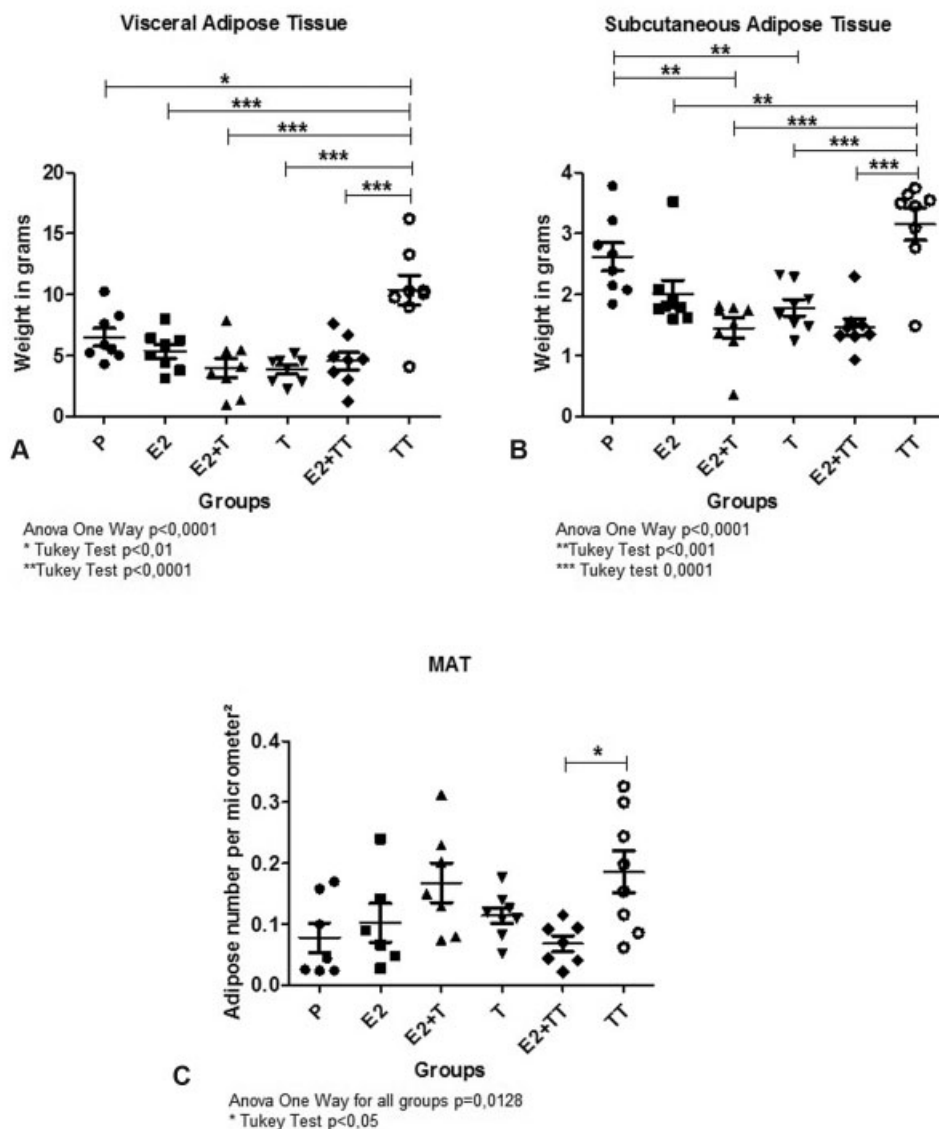 Visceral Adipose Tissue
*
***
***
***
***
Weight in grams
20
15
10
5
0
P
E2
E2+T
T
E2+TT
TT
A
Groups
Anova One Way p<0,0001
* Tukey Test p<0,01
**Tukey Test p<0,0001
Subcutaneous Adipose Tissue
**
**
**
***
***
***
Weight in grams
4
3
2
1
0
P
E2
E2+T
T
E2+TT
TT
B
Groups
Anova One Way p<0,0001
**Tukey Test p<0,001
*** Tukey test 0,0001
MAT
*
Adipose number per micrometer²
0.4
0.3
0.2
0.1
0.0
P
E2
E2+T
T
E2+TT
TT
C
Groups
Anova One Way for all groups p=0,0128
* Tukey Test p<0,05